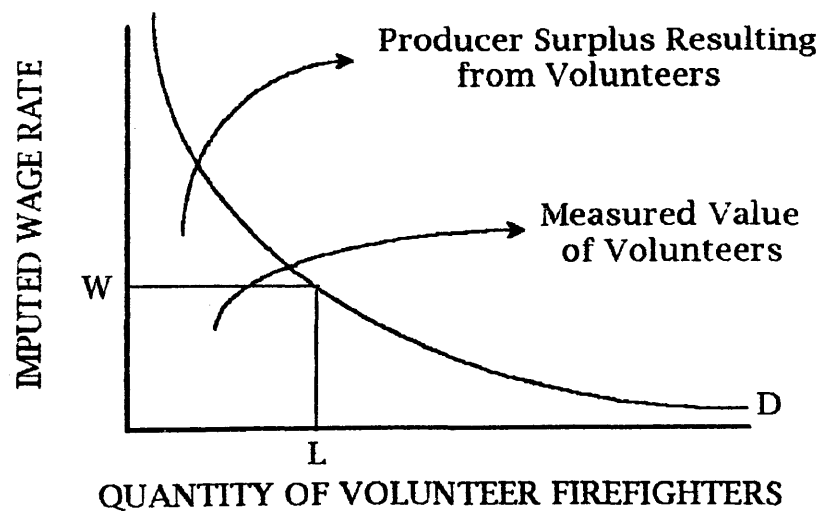 Producer Surplus Resulting
from Volunteers
IMPUTED WAGE RATE
Measured Value
of Volunteers
W
D
L
QUANTITY OF VOLUNTEER FIREFIGHTERS